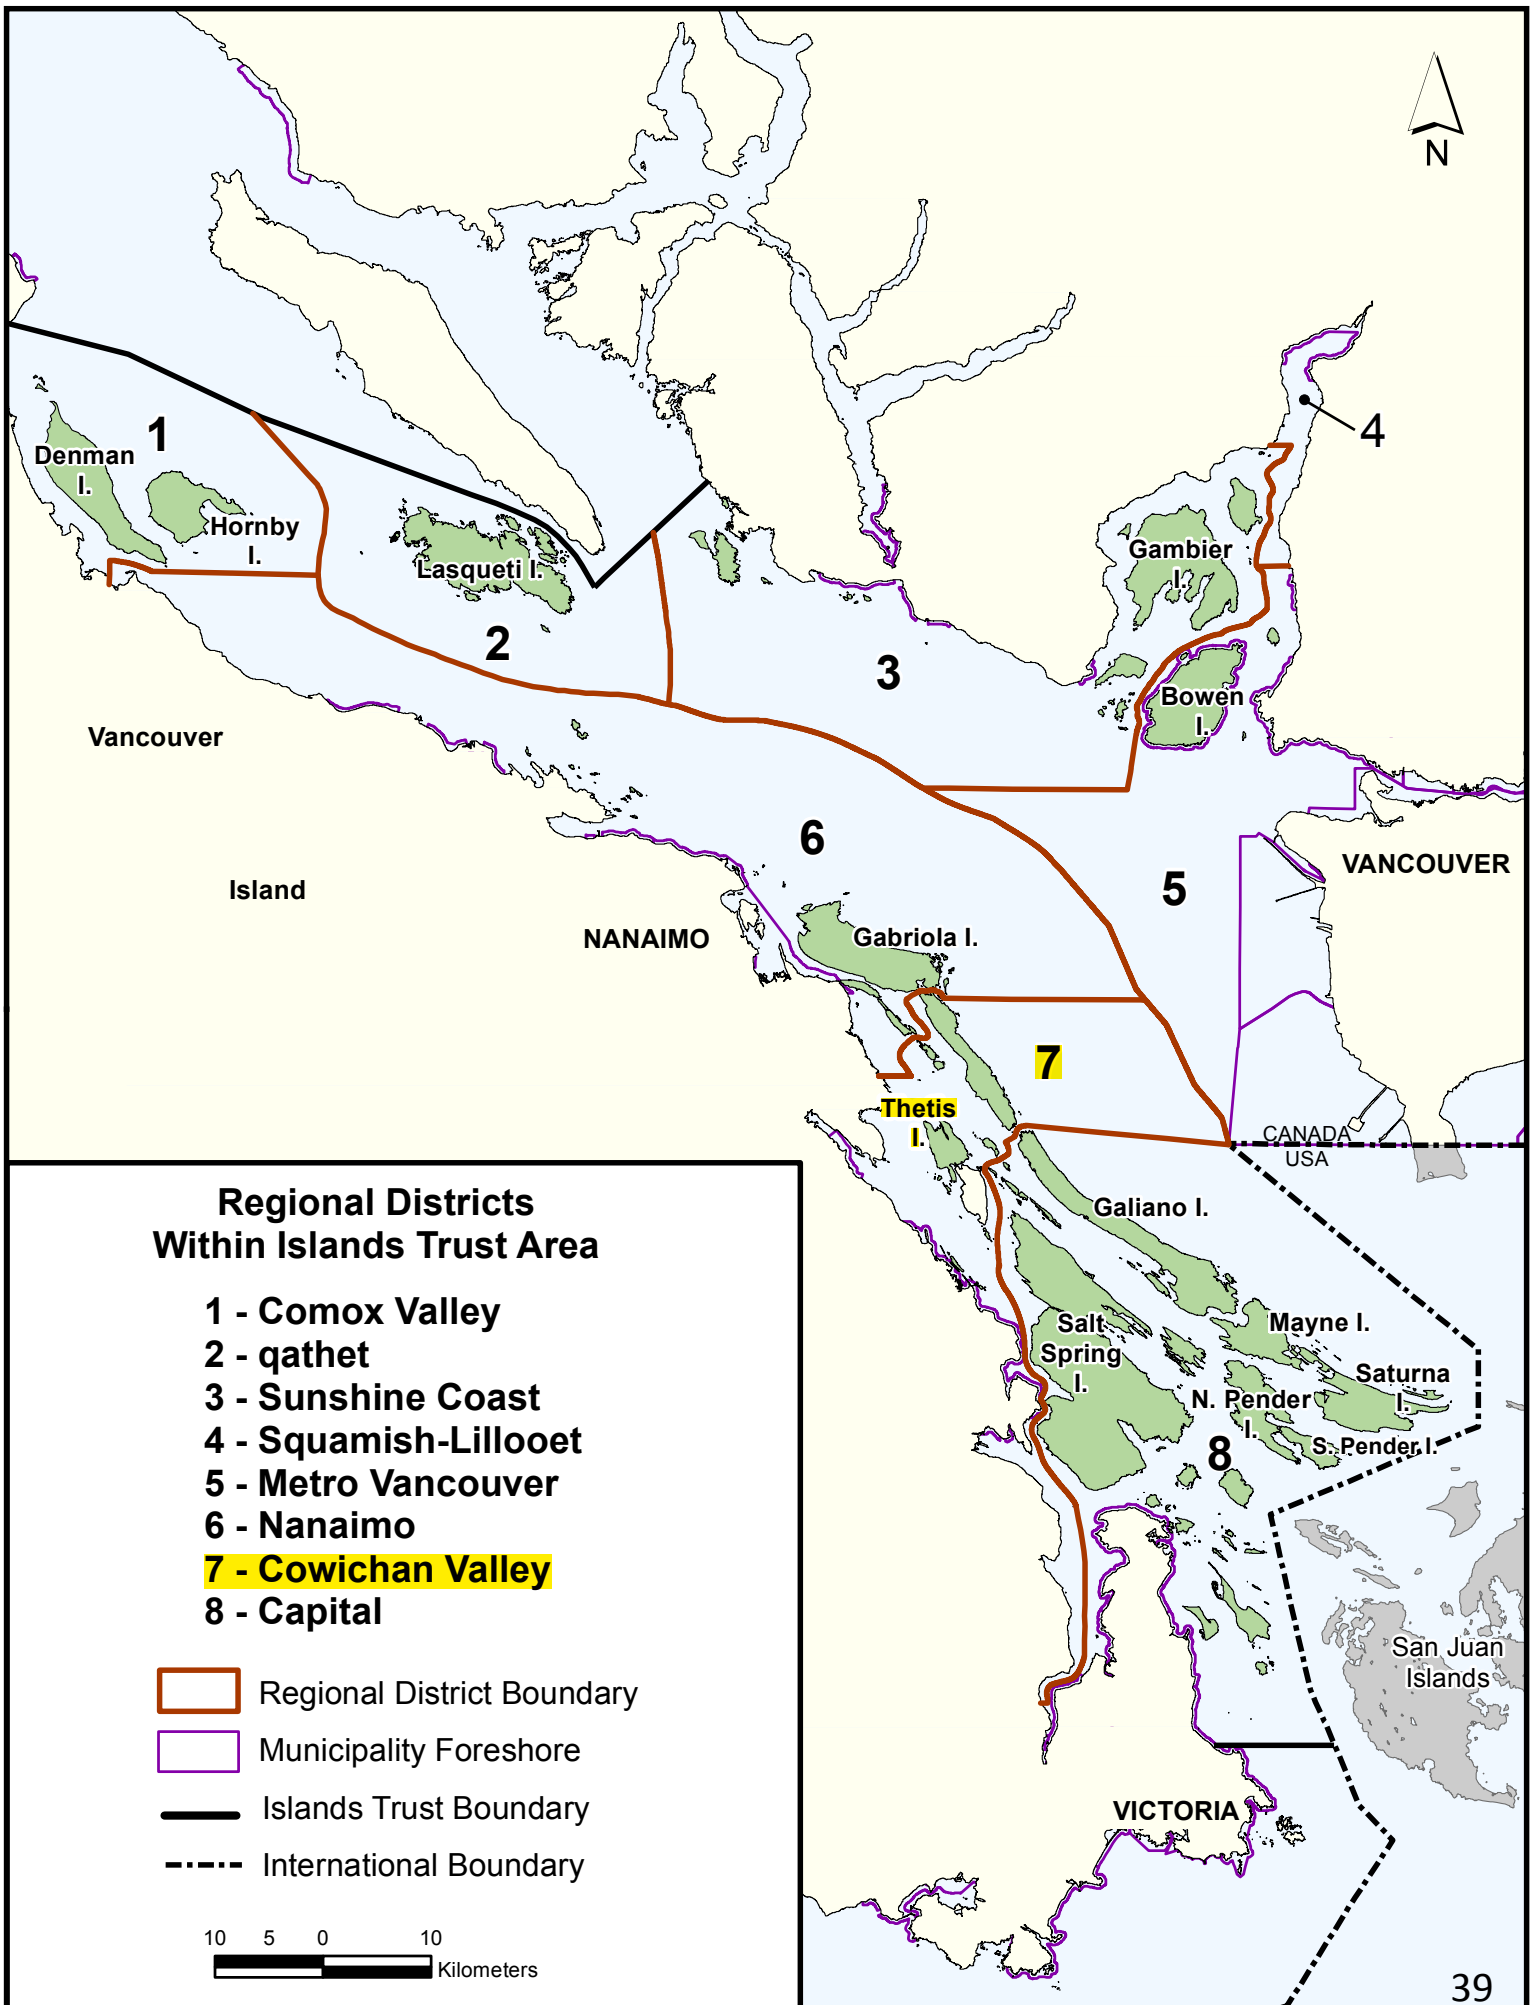 N
4
1
Denman
I.
Hornby
I.
Lasqueti I.
Gambier
I.
2
3
Bowen
I.
Vancouver
6
VANCOUVER
5
Island
NANAIMO
Gabriola I.
7
Thetis
I.
CANADA
USA
Galiano I.
Mayne I.
Salt
Spring
I.
Saturna
I.
N. Pender
I.
S. Pender I.
8
San Juan
Islands
VICTORIA
Regional Districts
Within Islands Trust Area
1 - Comox Valley
2 - qathet
3 - Sunshine Coast
4 - Squamish-Lillooet
5 - Metro Vancouver
6 - Nanaimo
7 - Cowichan Valley
8 - Capital
Regional District Boundary
Municipality Foreshore
Islands Trust Boundary
International Boundary
10 5 0 10
Kilometers
39